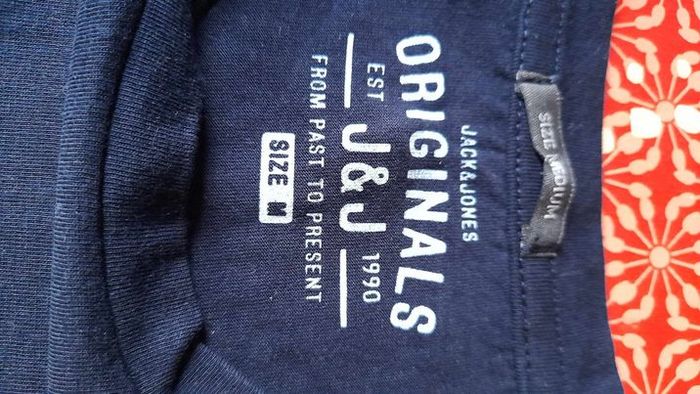 SIZE MEDIUM
JACK&JONES
ORIGINALS
EST J&J 1990
FROM PAST TO PRESENT
SIZE M